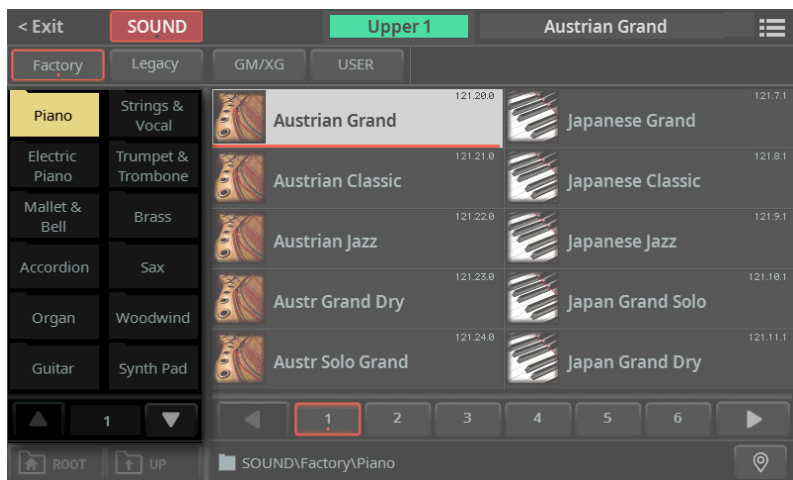 < Exit
SOUND
Upper 1
Austrian Grand
Factory
Legacy
GM/XG
USER
Piano
Strings &
Vocal
Electric
Piano
Trumpet &
Trombone
Mallet &
Bell
Brass
Accordion
Sax
Organ
Woodwind
Guitar
Synth Pad
1
ROOT
UP
121.20.0
Austrian Grand
121.7.1
Japanese Grand
121.21.0
Austrian Classic
121.8.1
Japanese Classic
121.22.0
Austrian Jazz
121.9.1
Japanese Jazz
121.23.0
Austr Grand Dry
121.10.1
Japan Grand Solo
121.24.0
Austr Solo Grand
121.11.1
Japan Grand Dry
1
2
3
4
5
6
SOUND\Factory\Piano